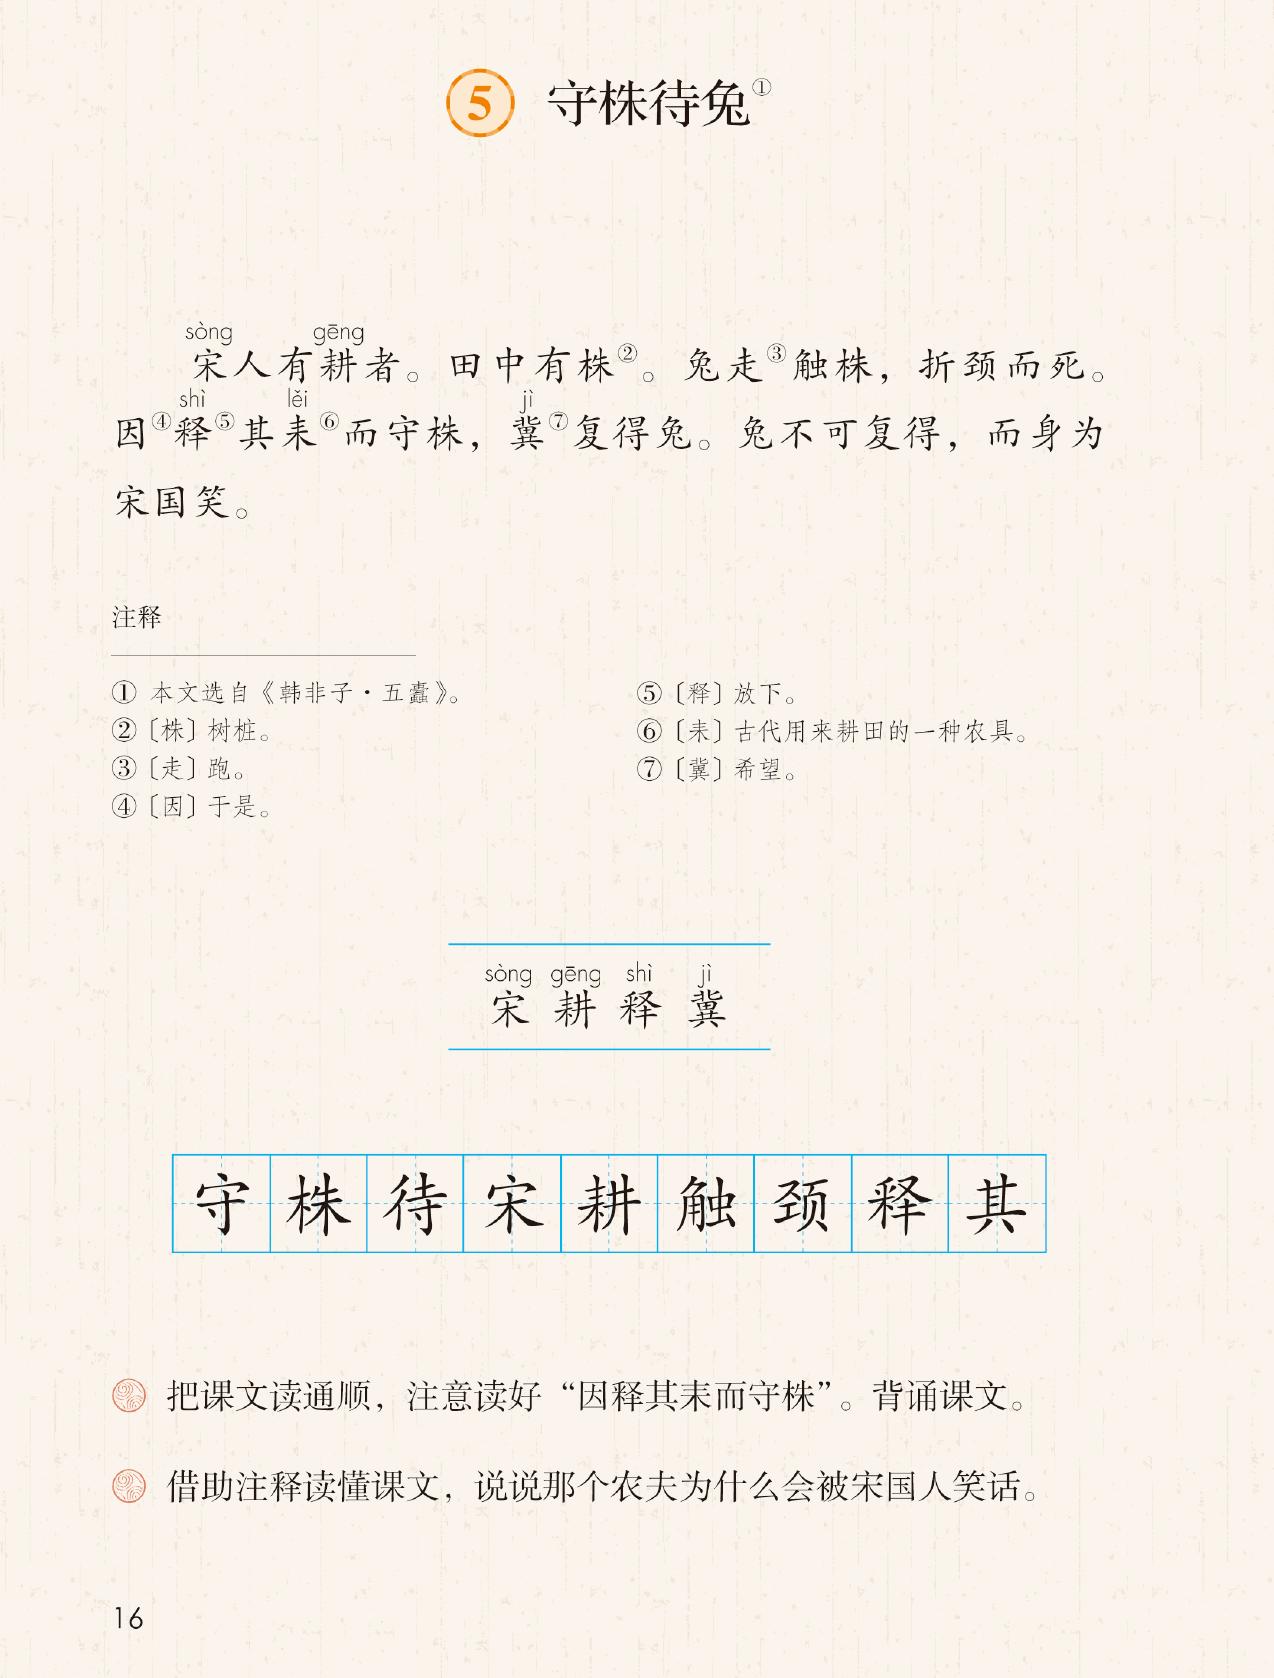 5 守株待兔①
sòng gēng
宋人有耕者。田中有株②。兔走③触株，折颈而死。
shì lěi jì
因④释⑤其耒⑥而守株，冀⑦复得兔。兔不可复得，而身为
宋国笑。
注释
① 本文选自《韩非子·五蠹》。
②〔株〕树桩。
③〔走〕跑。
④〔因〕于是。
⑤〔释〕放下。
⑥〔耒〕古代用来耕田的一种农具。
⑦〔冀〕希望。
sòng gēng shì jì
宋 耕 释 冀
守 株 待 宋 耕 触 颈 释 其
把课文读通顺，注意读好“因释其耒而守株”。背诵课文。
借助注释读懂课文，说说那个农夫为什么会被宋国人笑话。
16